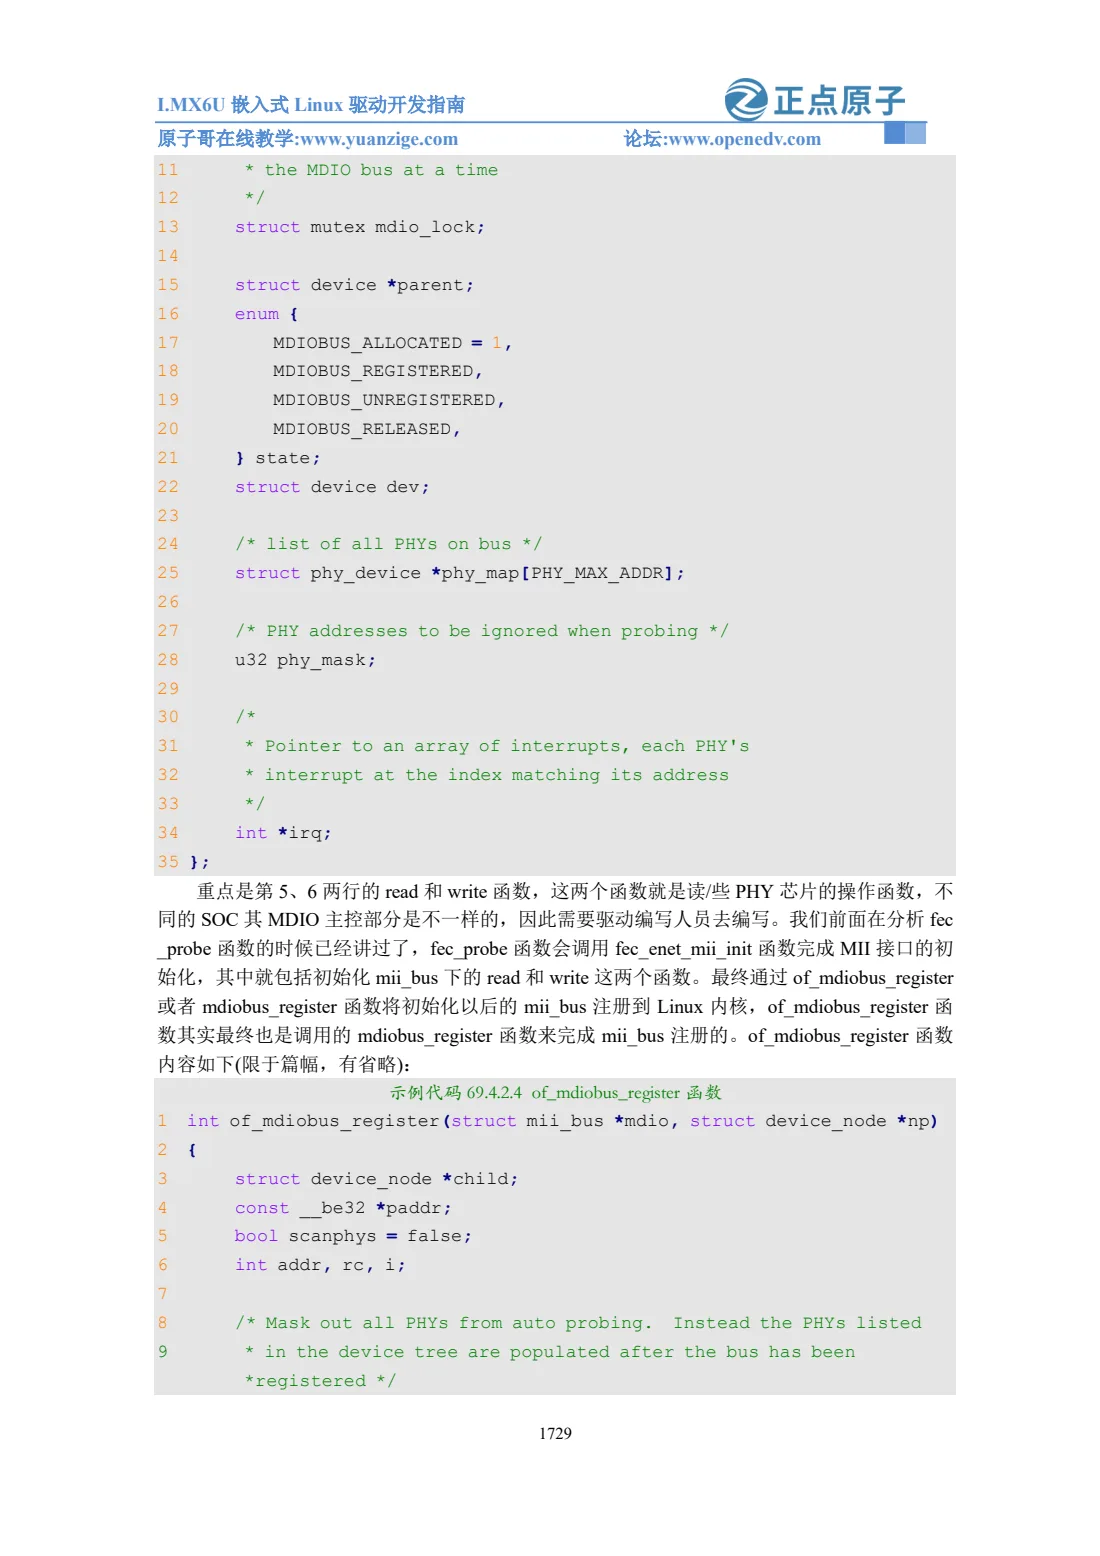 I.MX6U 嵌入式 Linux 驱动开发指南
正点原子
原子哥在线教学:www.yuanzige.com 论坛:www.openedv.com
11 * the MDIO bus at a time
12 */
13 struct mutex mdio_lock;
14
15 struct device *parent;
16 enum {
17 MDIOBUS_ALLOCATED = 1,
18 MDIOBUS_REGISTERED,
19 MDIOBUS_UNREGISTERED,
20 MDIOBUS_RELEASED,
21 } state;
22 struct device dev;
23
24 /* list of all PHYs on bus */
25 struct phy_device *phy_map[PHY_MAX_ADDR];
26
27 /* PHY addresses to be ignored when probing */
28 u32 phy_mask;
29
30 /*
31 * Pointer to an array of interrupts, each PHY's
32 * interrupt at the index matching its address
33 */
34 int *irq;
35 };
重点是第 5、6 两行的 read 和 write 函数，这两个函数就是读/些 PHY 芯片的操作函数，不
同的 SOC 其 MDIO 主控部分是不一样的，因此需要驱动编写人员去编写。我们前面在分析 fec
_probe 函数的时候已经讲过了，fec_probe 函数会调用 fec_enet_mii_init 函数完成 MII 接口的初
始化，其中就包括初始化 mii_bus 下的 read 和 write 这两个函数。最终通过 of_mdiobus_register
或者 mdiobus_register 函数将初始化以后的 mii_bus 注册到 Linux 内核，of_mdiobus_register 函
数其实最终也是调用的 mdiobus_register 函数来完成 mii_bus 注册的。of_mdiobus_register 函数
内容如下(限于篇幅，有省略)：
示例代码 69.4.2.4 of_mdiobus_register 函数
1 int of_mdiobus_register(struct mii_bus *mdio, struct device_node *np)
2 {
3 struct device_node *child;
4 const __be32 *paddr;
5 bool scanphys = false;
6 int addr, rc, i;
7
8 /* Mask out all PHYs from auto probing.  Instead the PHYs listed
9 * in the device tree are populated after the bus has been
*registered */
1729